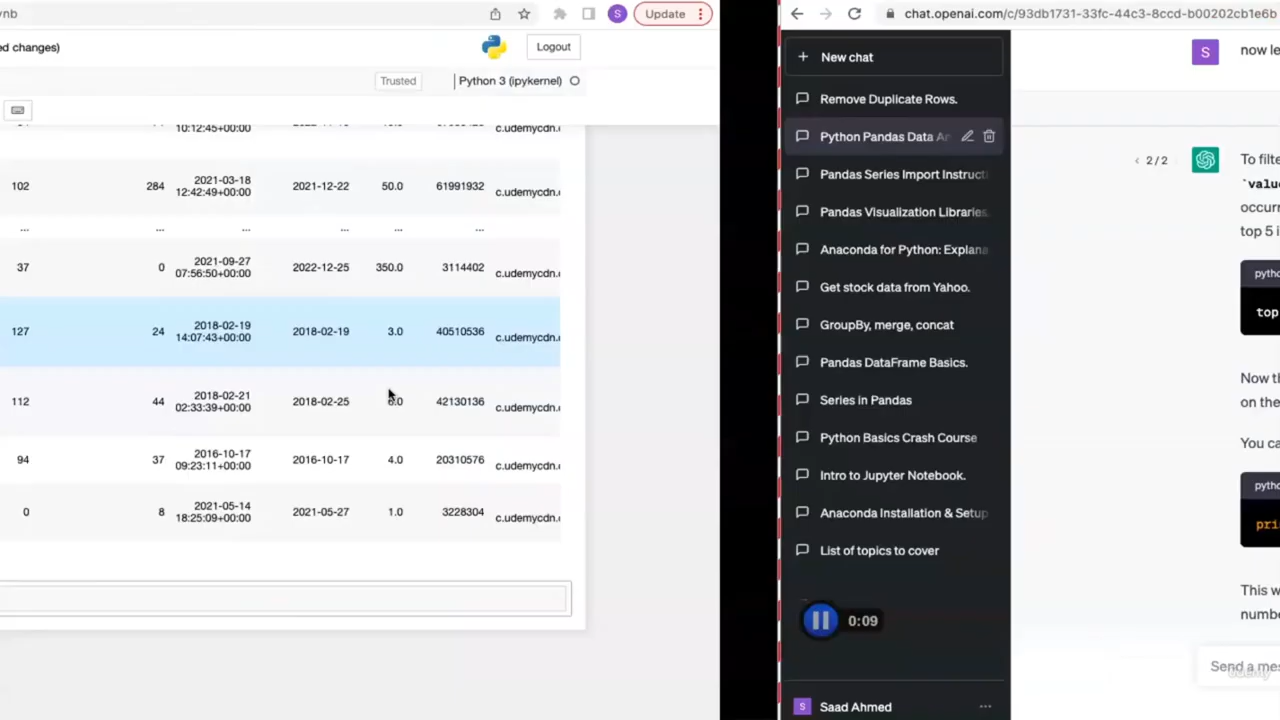 nb
Update
ed changes)
Logout
Trusted
Python 3 (ipykernel)
10:12:45+00:00
c.udemycdn.
102 284 2021-03-18 12:42:49+00:00 2021-12-22 50.0 61991932 c.udemycdn.
... ... ... ... ... ...
37 0 2021-09-27 07:56:50+00:00 2022-12-25 350.0 3114402 c.udemycdn.
127 24 2018-02-19 14:07:43+00:00 2018-02-19 3.0 40510536 c.udemycdn.
112 44 2018-02-21 02:33:39+00:00 2018-02-25 6.0 42130136 c.udemycdn.
94 37 2016-10-17 09:23:11+00:00 2016-10-17 4.0 20310576 c.udemycdn.
0 8 2021-05-14 18:25:09+00:00 2021-05-27 1.0 3228304 c.udemycdn.
chat.openai.com/c/93db1731-33fc-44c3-8ccd-b00202cb1e6b
+ New chat
Remove Duplicate Rows.
Python Pandas Data An
Pandas Series Import Instructi
Pandas Visualization Libraries.
Anaconda for Python: Explana
Get stock data from Yahoo.
GroupBy, merge, concat
Pandas DataFrame Basics.
Series in Pandas
Python Basics Crash Course
Intro to Jupyter Notebook.
Anaconda Installation & Setup
List of topics to cover
0:09
S Saad Ahmed ...
S now le
< 2/2
To filte
`value
occurr
top 5 i
pytho
top
Now th
on the
You ca
pytho
pri
This w
numbe
Send a mes
udemy